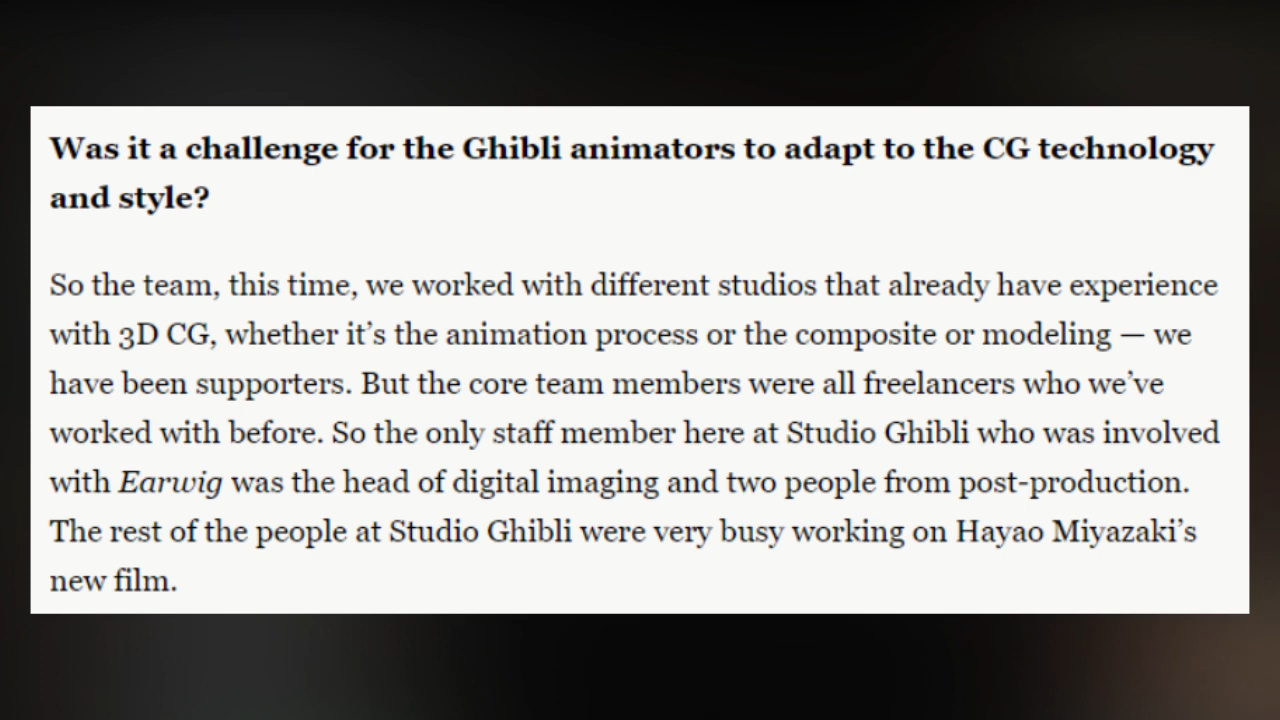 Was it a challenge for the Ghibli animators to adapt to the CG technology
and style?
So the team, this time, we worked with different studios that already have experience
with 3D CG, whether it’s the animation process or the composite or modeling — we
have been supporters. But the core team members were all freelancers who we’ve
worked with before. So the only staff member here at Studio Ghibli who was involved
with Earwig was the head of digital imaging and two people from post-production.
The rest of the people at Studio Ghibli were very busy working on Hayao Miyazaki’s
new film.